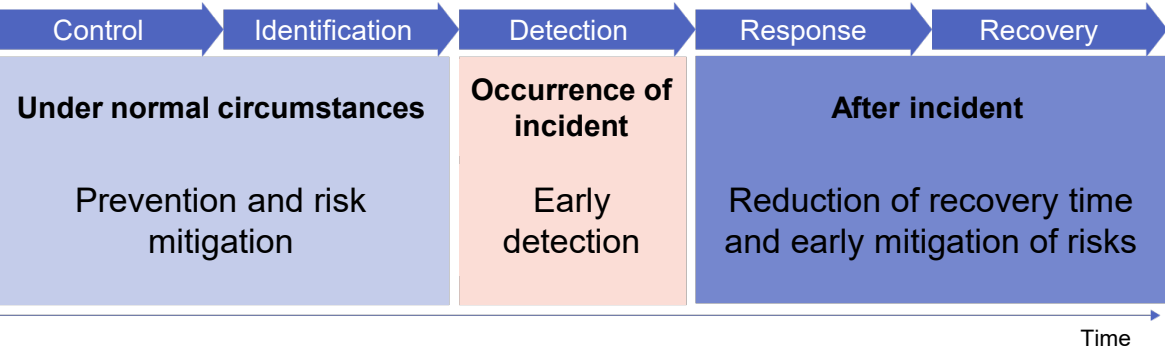 Control
Identification
Detection
Response
Recovery
Under normal circumstances
Prevention and risk
mitigation
Occurrence of
incident
Early
detection
After incident
Reduction of recovery time
and early mitigation of risks
Time